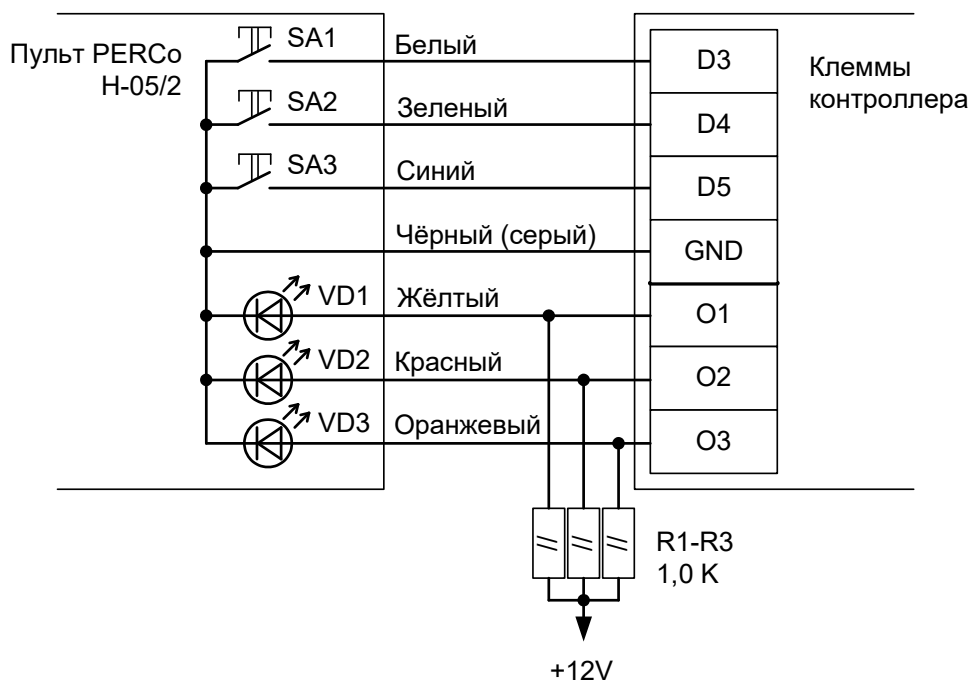 Пульт PERCo
Н-05/2
SA1
Белый
D3
Клеммы
контроллера
SA2
Зеленый
D4
SA3
Синий
D5
Чёрный (серый)
GND
VD1
Жёлтый
O1
VD2
Красный
O2
VD3
Оранжевый
O3
R1-R3
1,0 K
+12V